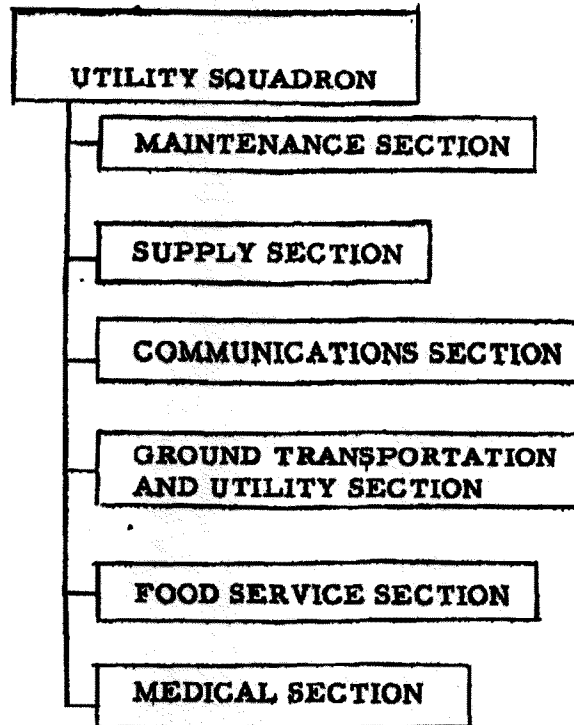 UTILITY SQUADRON
MAINTENANCE SECTION
SUPPLY SECTION
COMMUNICATIONS SECTION
GROUND TRANSPORTATION
AND UTILITY SECTION
FOOD SERVICE SECTION
MEDICAL SECTION